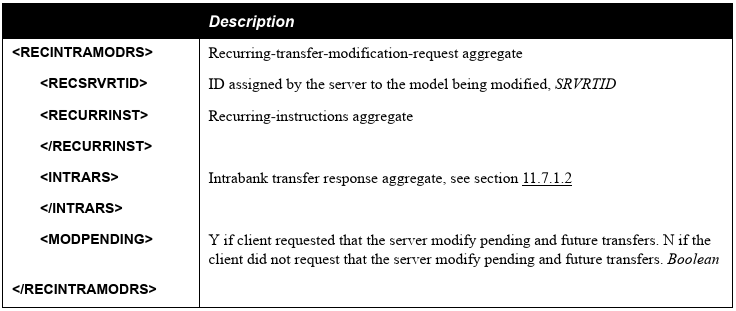 Description
<RECINTRAMODRS> Recurring-transfer-modification-request aggregate
<RECSRVRTID> ID assigned by the server to the model being modified, SRVRTID
<RECURRINST> Recurring-instructions aggregate
</RECURRINST>
<INTRARS> Intrabank transfer response aggregate, see section 11.7.1.2
</INTRARS>
<MODPENDING> Y if client requested that the server modify pending and future transfers. N if the
client did not request that the server modify pending and future transfers. Boolean
</RECINTRAMODRS>